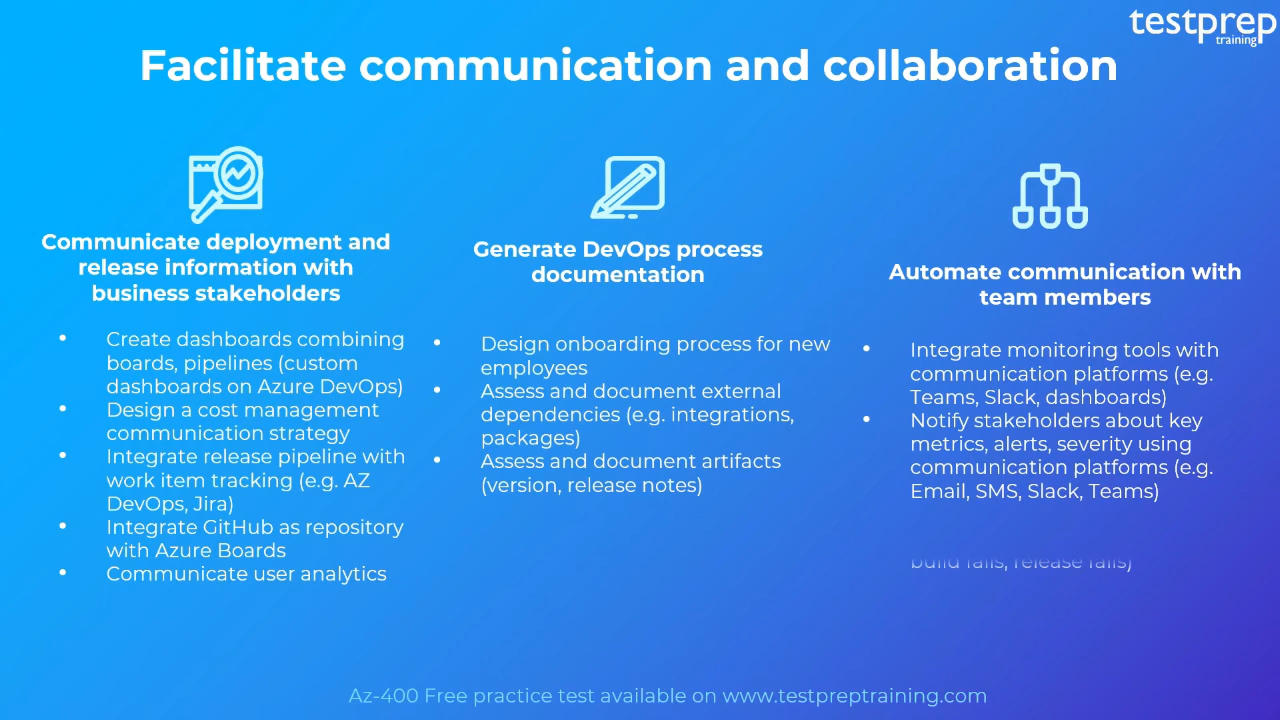 testprep
training
Facilitate communication and collaboration
Communicate deployment and
release information with
business stakeholders
• Create dashboards combining
boards, pipelines (custom
dashboards on Azure DevOps)
• Design a cost management
communication strategy
• Integrate release pipeline with
work item tracking (e.g. AZ
DevOps, Jira)
• Integrate GitHub as repository
with Azure Boards
• Communicate user analytics
Generate DevOps process
documentation
• Design onboarding process for new
employees
• Assess and document external
dependencies (e.g. integrations,
packages)
• Assess and document artifacts
(version, release notes)
Automate communication with
team members
• Integrate monitoring tools with
communication platforms (e.g.
Teams, Slack, dashboards)
• Notify stakeholders about key
metrics, alerts, severity using
communication platforms (e.g.
Email, SMS, Slack, Teams)
build fails, release fails)
Az-400 Free practice test available on www.testpreptraining.com